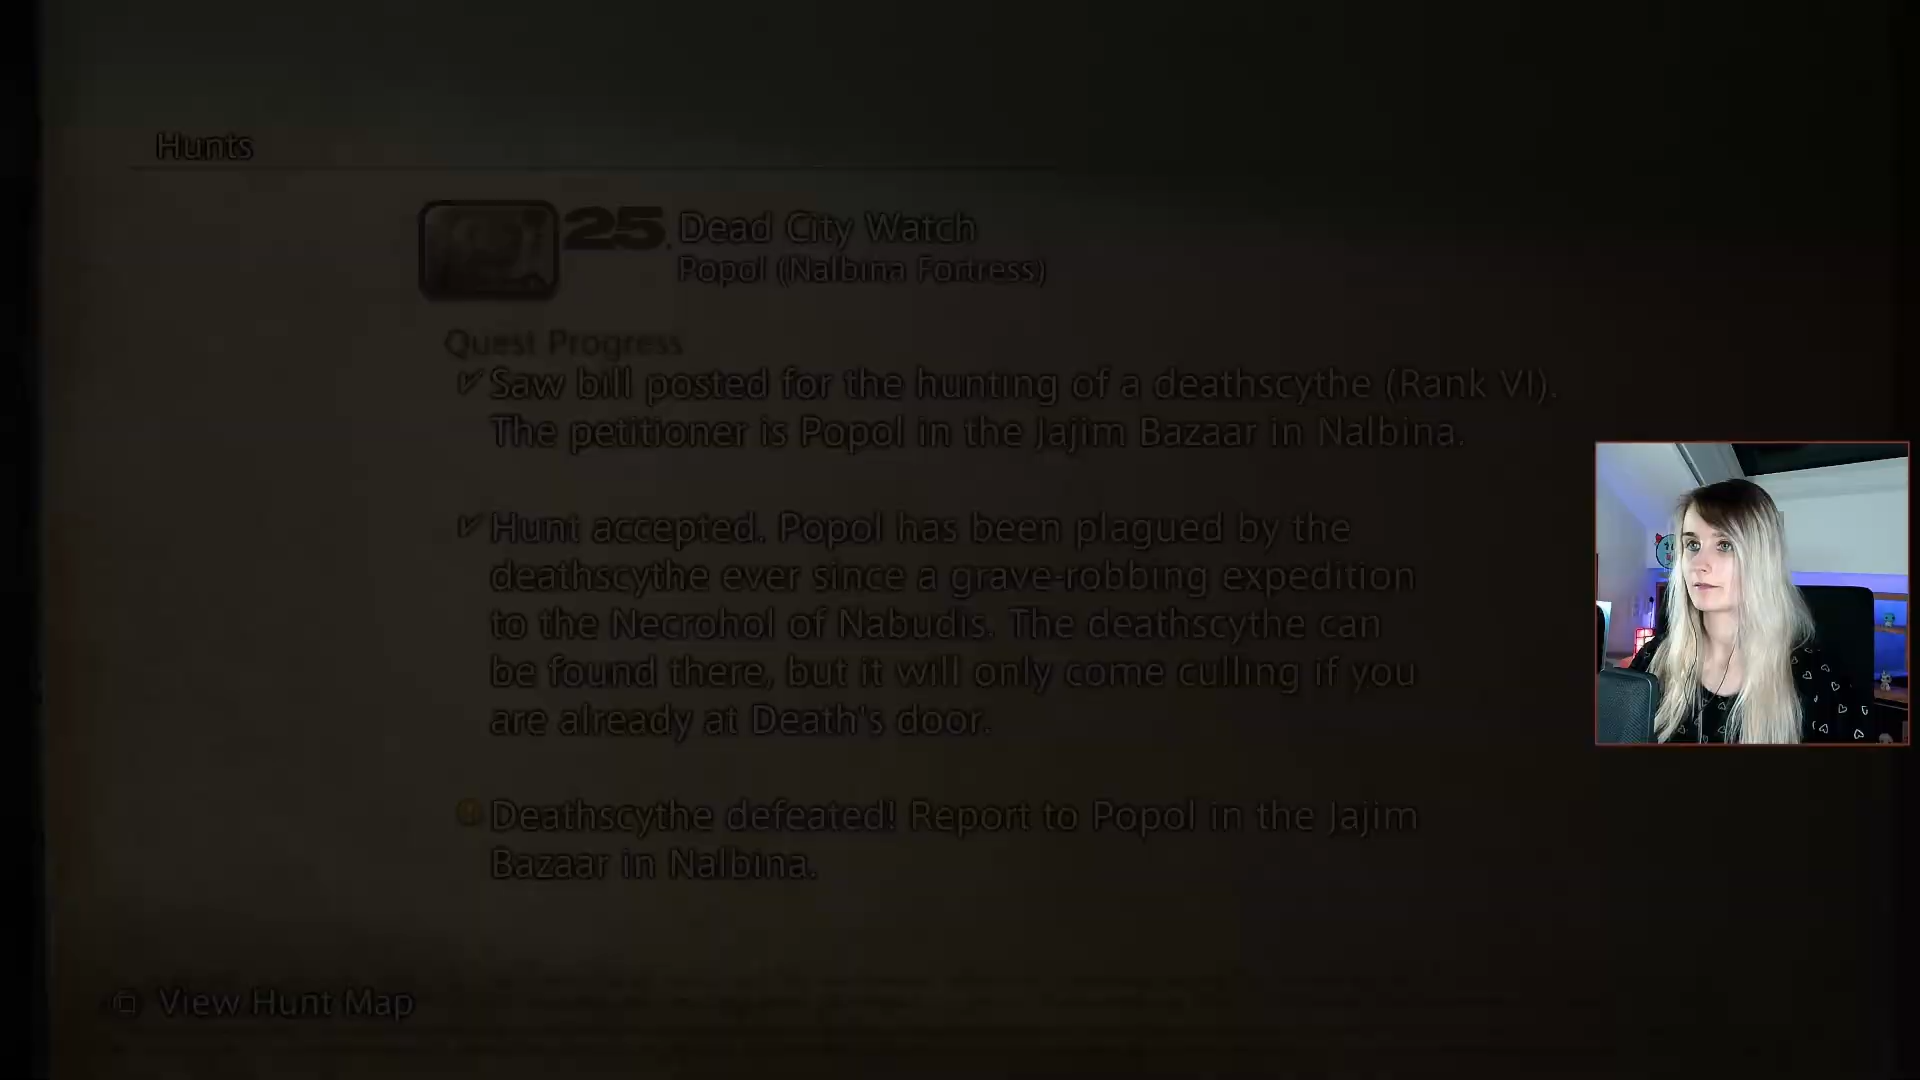 Hunts
25. Dead City Watch
Popol (Nalbina Fortress)
Quest Progress
Saw bill posted for the hunting of a deathscythe (Rank VI).
The petitioner is Popol in the Jajim Bazaar in Nalbina.
Hunt accepted. Popol has been plagued by the
deathscythe ever since a grave-robbing expedition
to the Necrohol of Nabudis. The deathscythe can
be found there, but it will only come culling if you
are already at Death's door.
Deathscythe defeated! Report to Popol in the Jajim
Bazaar in Nalbina.
View Hunt Map